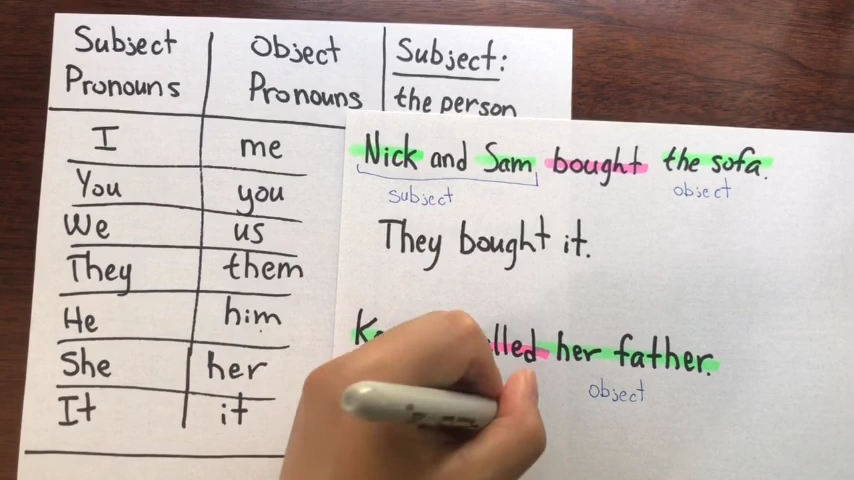 Subject Pronouns
Object Pronouns
Subject:
the person
I me
You you
We us
They them
He him
She her
It it
Nick and Sam bought the sofa.
subject object
They bought it.
her father.
object